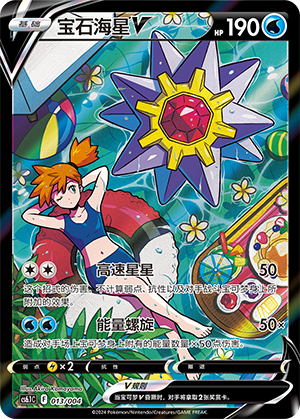 基础 宝石海星V HP 190
高速星星 50
这个招式的伤害，不计算弱点、抗性以及对手战斗宝可梦身上所
附加的效果。
能量螺旋 50×
造成对手场上宝可梦身上附有的能量数量×50点伤害。
弱点 ×2 抗性 撤退
Illus. Akira Komayama
V规则
当宝可梦V昏厥时，对手将拿取2张奖赏卡。
F 013/004
©2024 Pokémon/Nintendo/Creatures/GAME FREAK